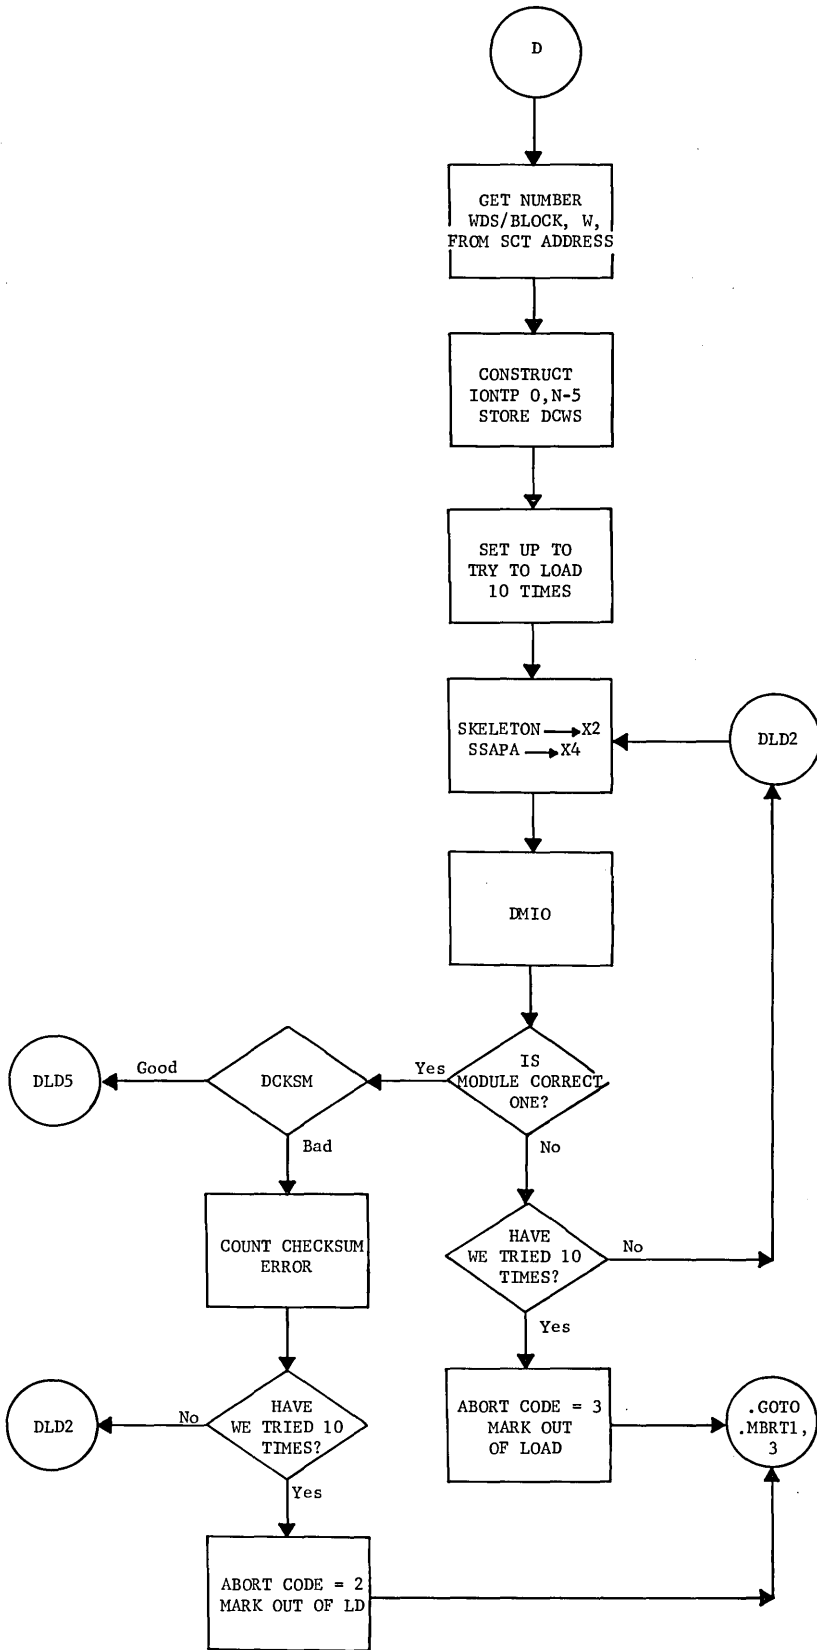 D
GET NUMBER
WDS/BLOCK, W,
FROM SCT ADDRESS
CONSTRUCT
IONTP 0,N-5
STORE DCWS
SET UP TO
TRY TO LOAD
10 TIMES
SKELETON → X2
SSAPA → X4
DLD2
DMIO
IS
MODULE CORRECT
ONE?
Yes
DCKSM
Good
DLD5
Bad
No
COUNT CHECKSUM
ERROR
HAVE
WE TRIED 10
TIMES?
No
Yes
HAVE
WE TRIED 10
TIMES?
No
DLD2
Yes
ABORT CODE = 3
MARK OUT
OF LOAD
.GOTO
.MBRT1,
3
ABORT CODE = 2
MARK OUT OF LD